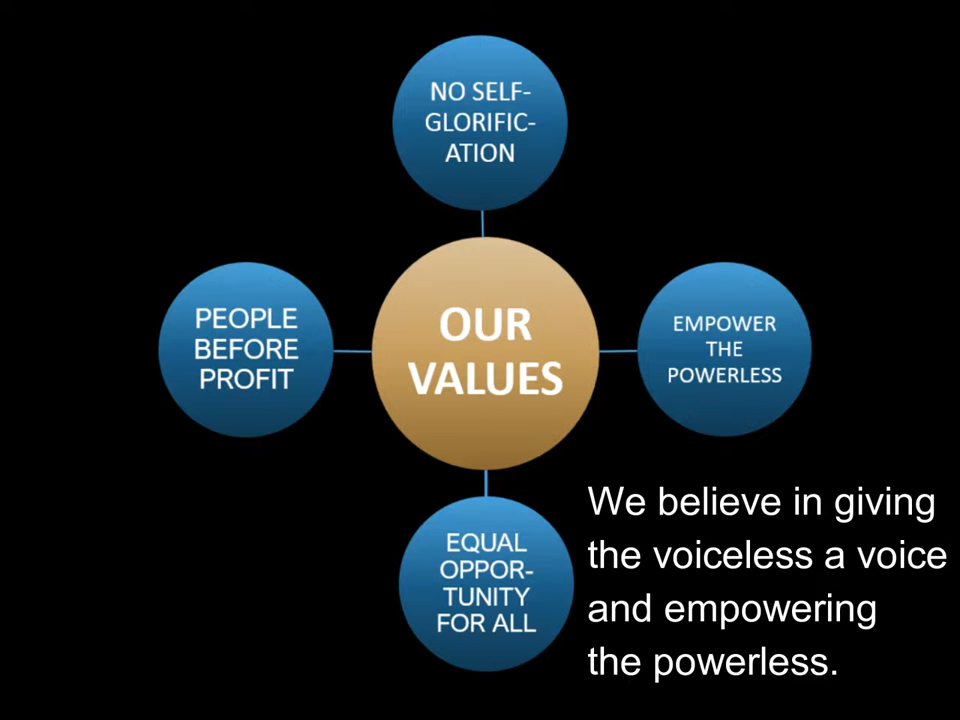 NO SELF-
GLORIFIC-
ATION
PEOPLE
BEFORE
PROFIT
OUR
VALUES
EMPOWER
THE
POWERLESS
EQUAL
OPPOR-
TUNITY
FOR ALL
We believe in giving
the voiceless a voice
and empowering
the powerless.